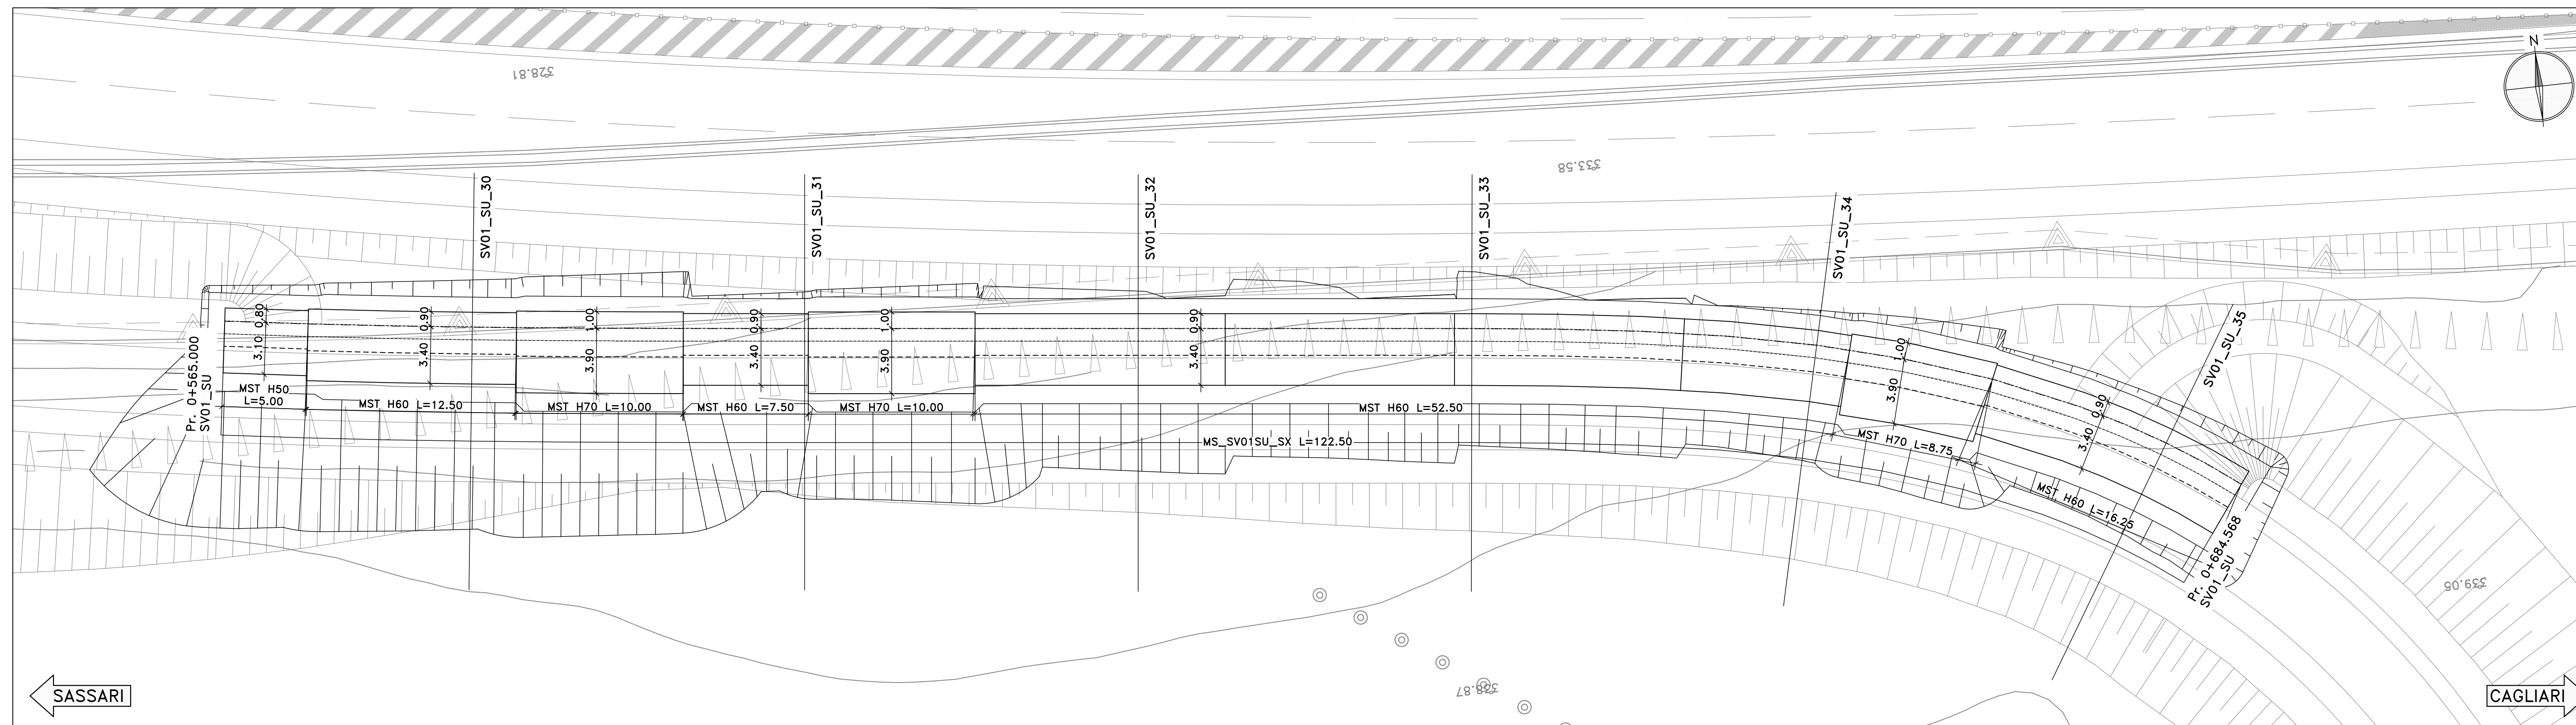 328.81
N
333.58
SV01_SU_30
SV01_SU_31
SV01_SU_32
SV01_SU_33
SV01_SU_34
SV01_SU_35
Pr. 0+565.000
SV01_SU
0.80
3.10
0.90
3.40
1.00
3.90
0.90
3.40
1.00
3.90
0.90
3.40
1.00
3.90
0.90
3.40
MST H50
L=5.00
MST H60 L=12.50
MST H70 L=10.00
MST H60 L=7.50
MST H70 L=10.00
MST H60 L=52.50
MST H70 L=8.75
MST H60 L=16.25
MS_SV01SU_SX L=122.50
Pr. 0+684.568
SV01_SU
339.05
338.87
SASSARI
CAGLIARI